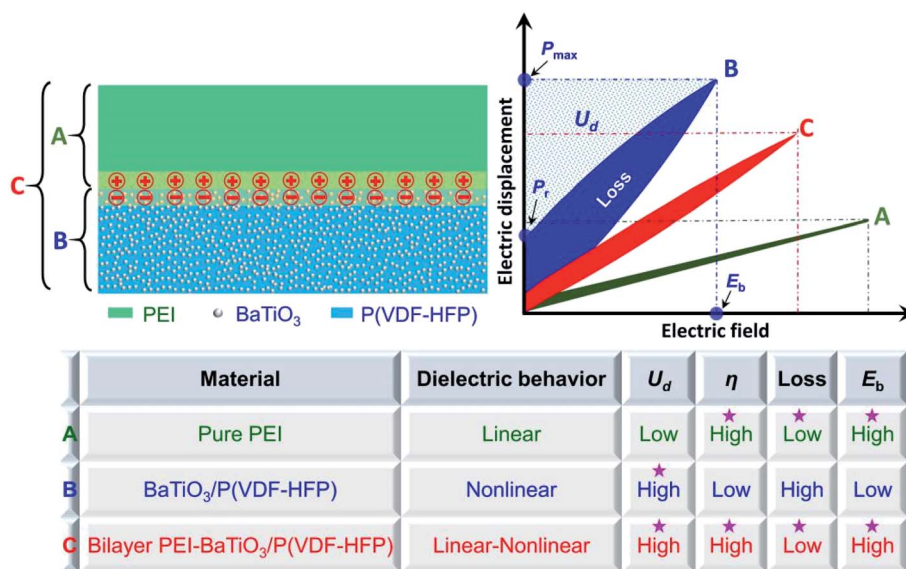 C
A
B
+ + + + + + + + + + + + +
− − − − − − − − − − − − −
PEI BaTiO₃ P(VDF-HFP)
Electric displacement
Pmax
B
Ud
C
Pr
Loss
A
Eb
Electric field
Material Dielectric behavior Ud η Loss Eb
A Pure PEI Linear Low High Low High
B BaTiO₃/P(VDF-HFP) Nonlinear High Low High Low
C Bilayer PEI-BaTiO₃/P(VDF-HFP) Linear-Nonlinear High High Low High